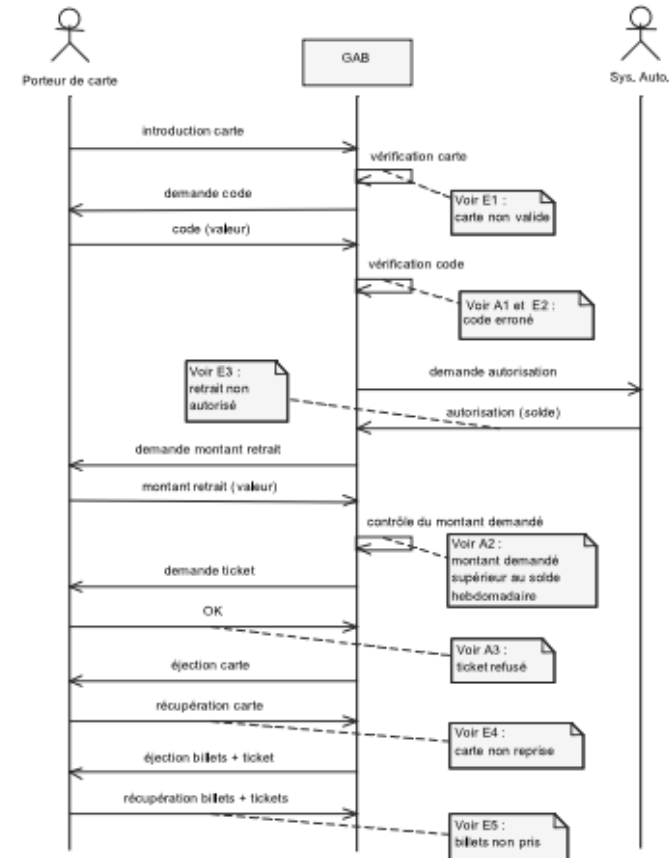 GAB
Porteur de carte
Sys. Auto.
introduction carte
vérification carte
demande code
Voir E1 :
carte non valide
code (valeur)
vérification code
Voir A1 et E2 :
code erroné
Voir E3 :
retrait non
autorisé
demande autorisation
autorisation (solde)
demande montant retrait
montant retrait (valeur)
contrôle du montant demandé
Voir A2 :
montant demandé
supérieur au solde
hebdomadaire
demande ticket
OK
Voir A3 :
ticket refusé
éjection carte
récupération carte
Voir E4 :
carte non reprise
éjection billets + ticket
récupération billets + tickets
Voir E5 :
billets non pris